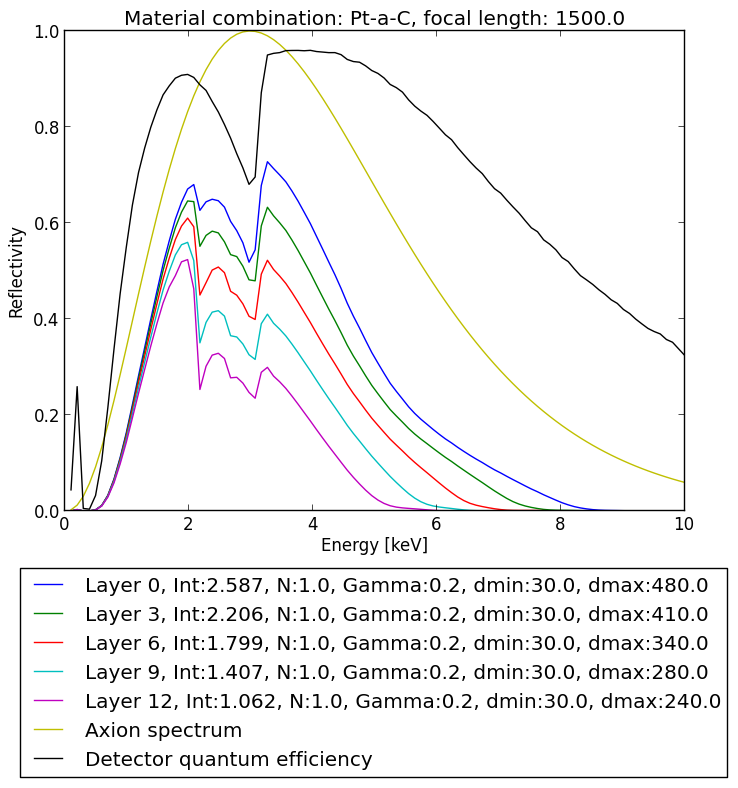 Material combination: Pt-a-C, focal length: 1500.0
1.0
0.8
0.6
0.4
0.2
0.0
Reflectivity
0 2 4 6 8 10
Energy [keV]
Layer 0, Int:2.587, N:1.0, Gamma:0.2, dmin:30.0, dmax:480.0
Layer 3, Int:2.206, N:1.0, Gamma:0.2, dmin:30.0, dmax:410.0
Layer 6, Int:1.799, N:1.0, Gamma:0.2, dmin:30.0, dmax:340.0
Layer 9, Int:1.407, N:1.0, Gamma:0.2, dmin:30.0, dmax:280.0
Layer 12, Int:1.062, N:1.0, Gamma:0.2, dmin:30.0, dmax:240.0
Axion spectrum
Detector quantum efficiency